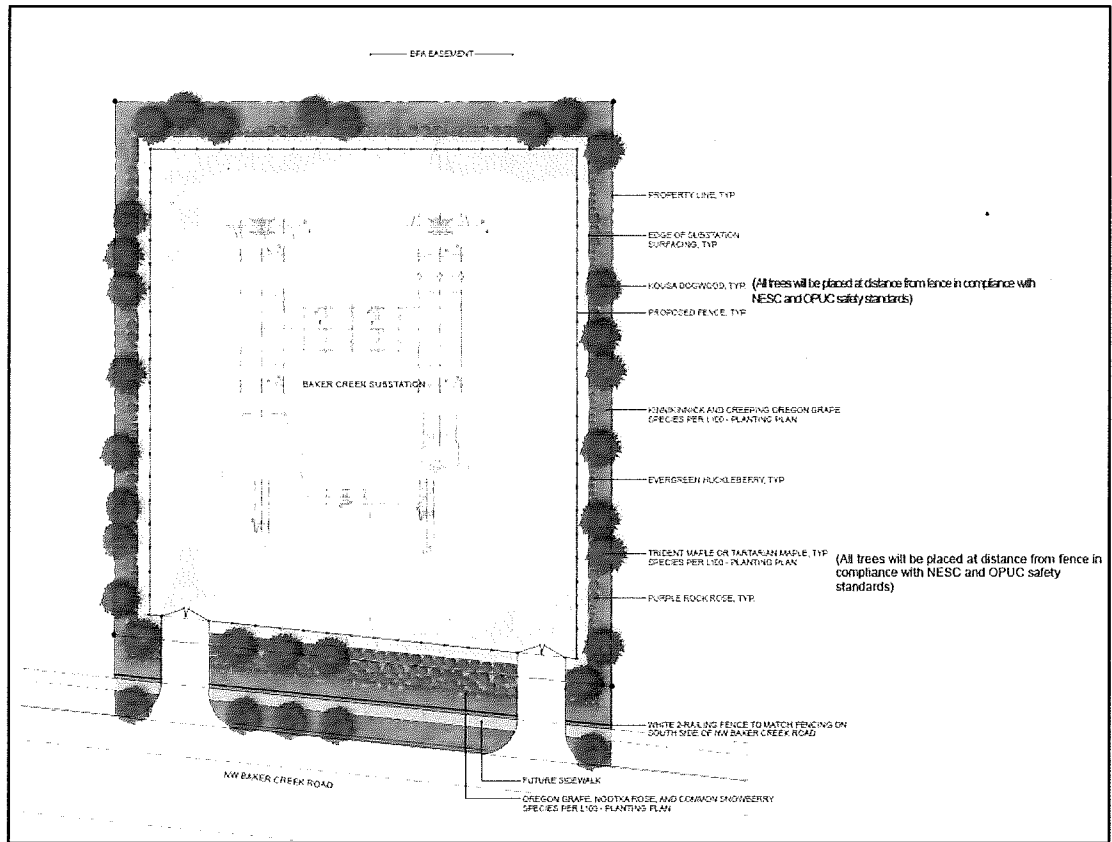 BPA EASEMENT
PROPERTY LINE, TYP
EDGE OF SUBSTATION
SURFACING, TYP
KOUSA DOGWOOD, TYP (All trees will be placed at distance from fence in compliance with
NESC and OPUC safety standards)
PROPOSED FENCE, TYP
BAKER CREEK SUBSTATION
KINNIKINNICK AND CREEPING OREGON GRAPE
SPECIES PER L100 - PLANTING PLAN
EVERGREEN HUCKLEBERRY, TYP
TRIDENT MAPLE OR TARTARIAN MAPLE, TYP
SPECIES PER L100 - PLANTING PLAN
(All trees will be placed at distance from fence in
compliance with NESC and OPUC safety
standards)
PURPLE ROCK ROSE, TYP
WHITE 2-RAILING FENCE TO MATCH FENCING ON
SOUTH SIDE OF NW BAKER CREEK ROAD
NW BAKER CREEK ROAD
FUTURE SIDEWALK
OREGON GRAPE, NOOTKA ROSE, AND COMMON SNOWBERRY
SPECIES PER L100 - PLANTING PLAN